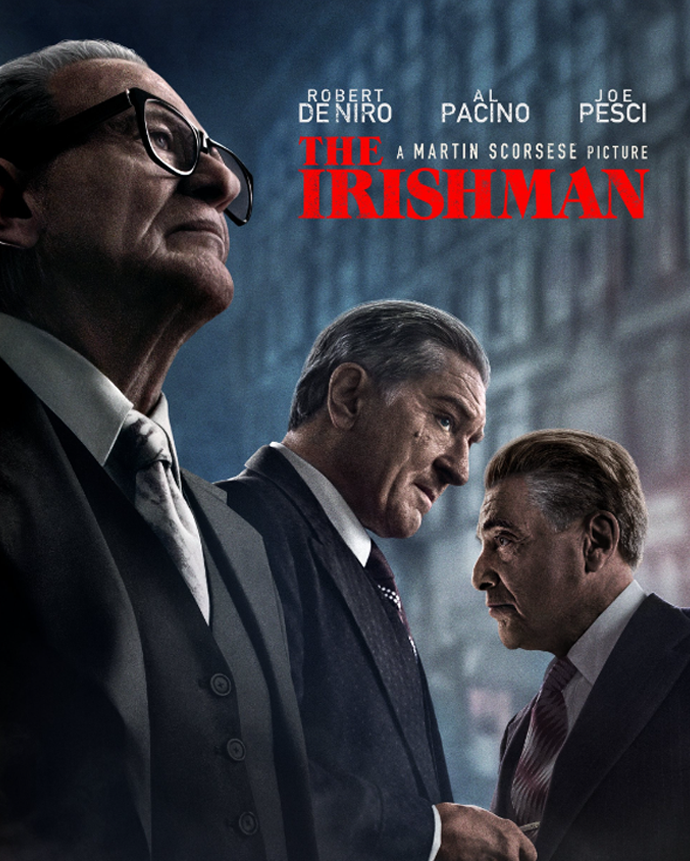 ROBERT DE NIRO
AL PACINO
JOE PESCI
THE
A MARTIN SCORSESE PICTURE
IRISHMAN